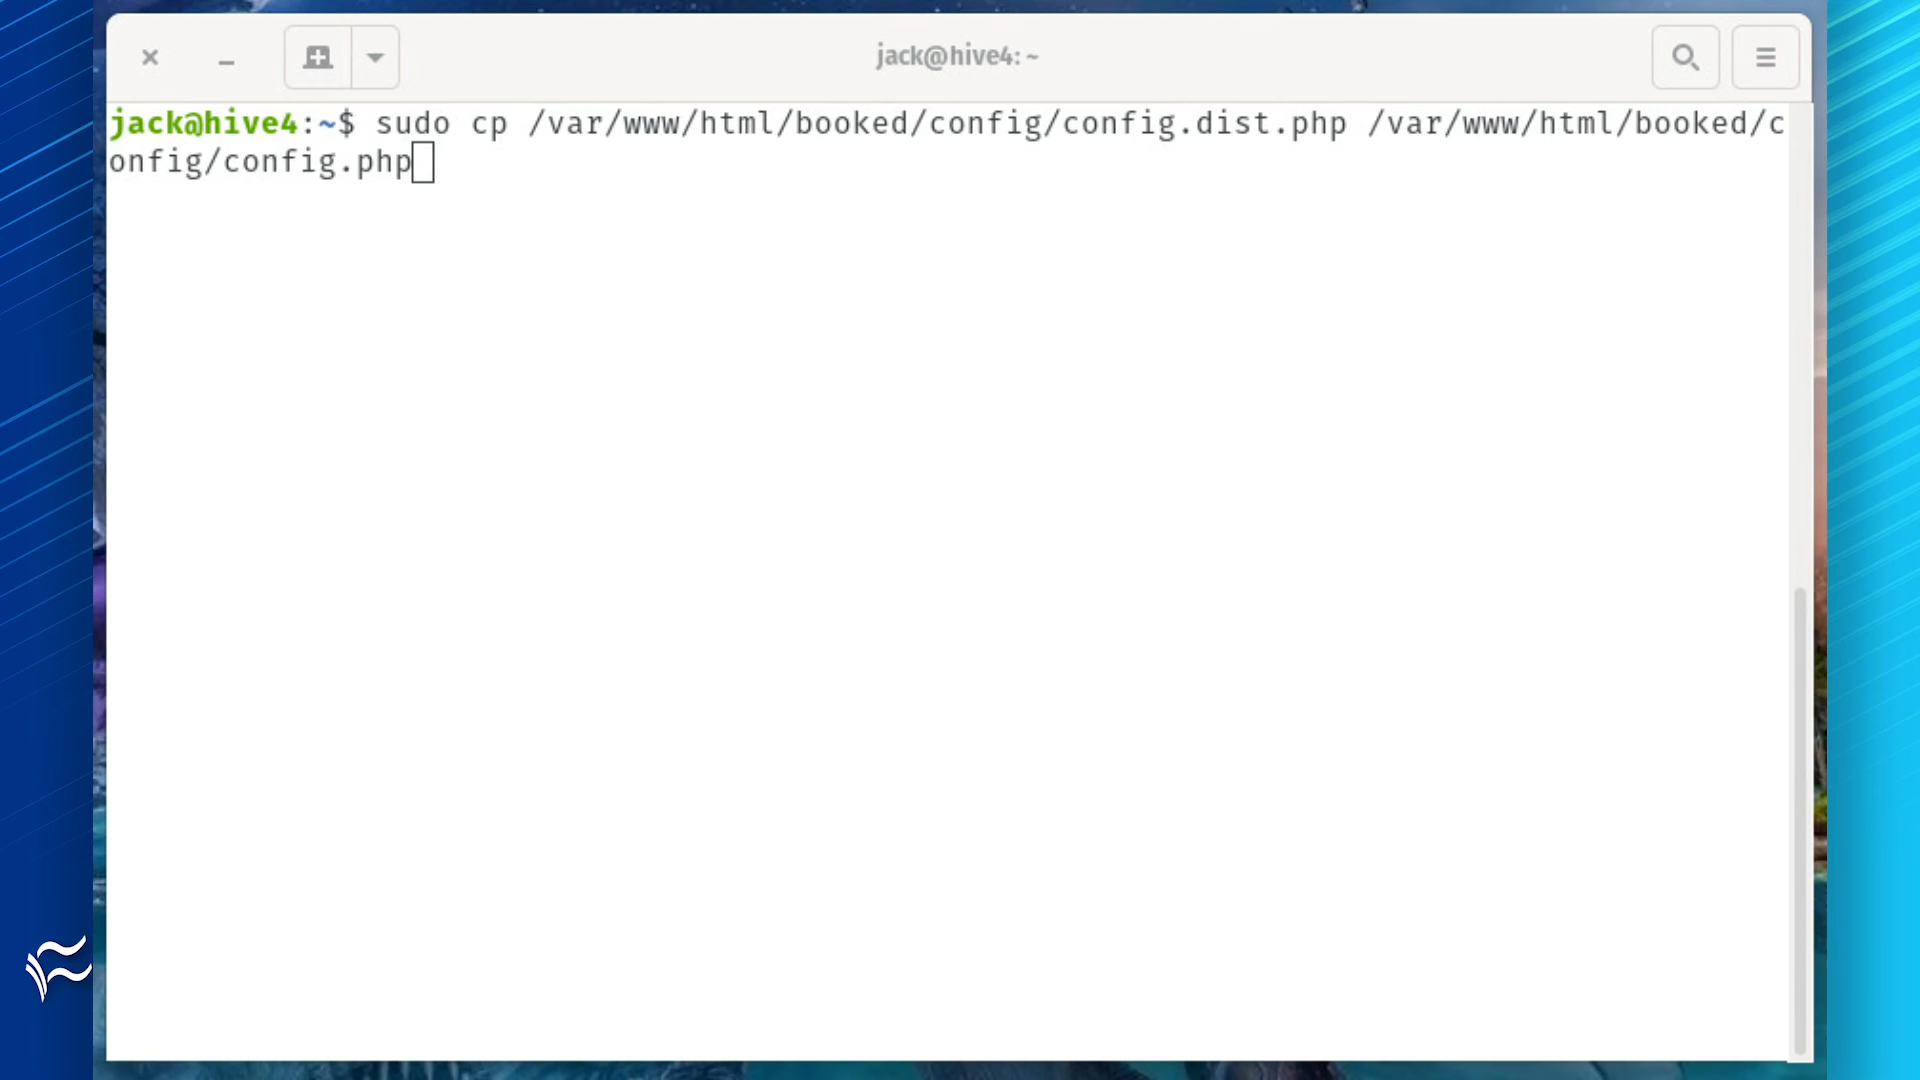 jack@hive4: ~
jack@hive4:~$ sudo cp /var/www/html/booked/config/config.dist.php /var/www/html/booked/c
onfig/config.php